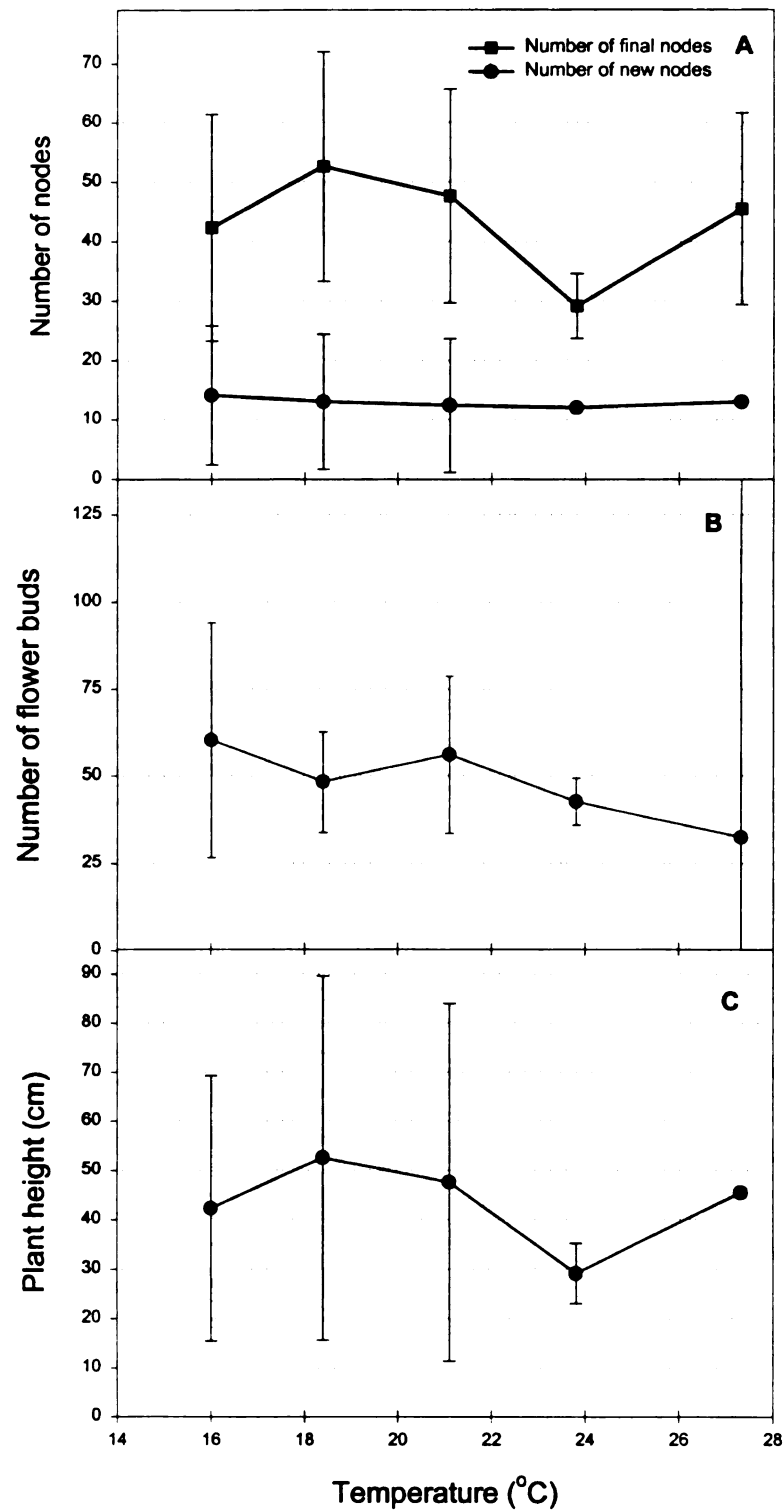 Number of final nodes
A
Number of new nodes
70
60
50
40
30
20
10
0
Number of nodes
B
125
100
75
50
25
0
Number of flower buds
C
90
80
70
60
50
40
30
20
10
0
Plant height (cm)
14 16 18 20 22 24 26 28
Temperature (°C)